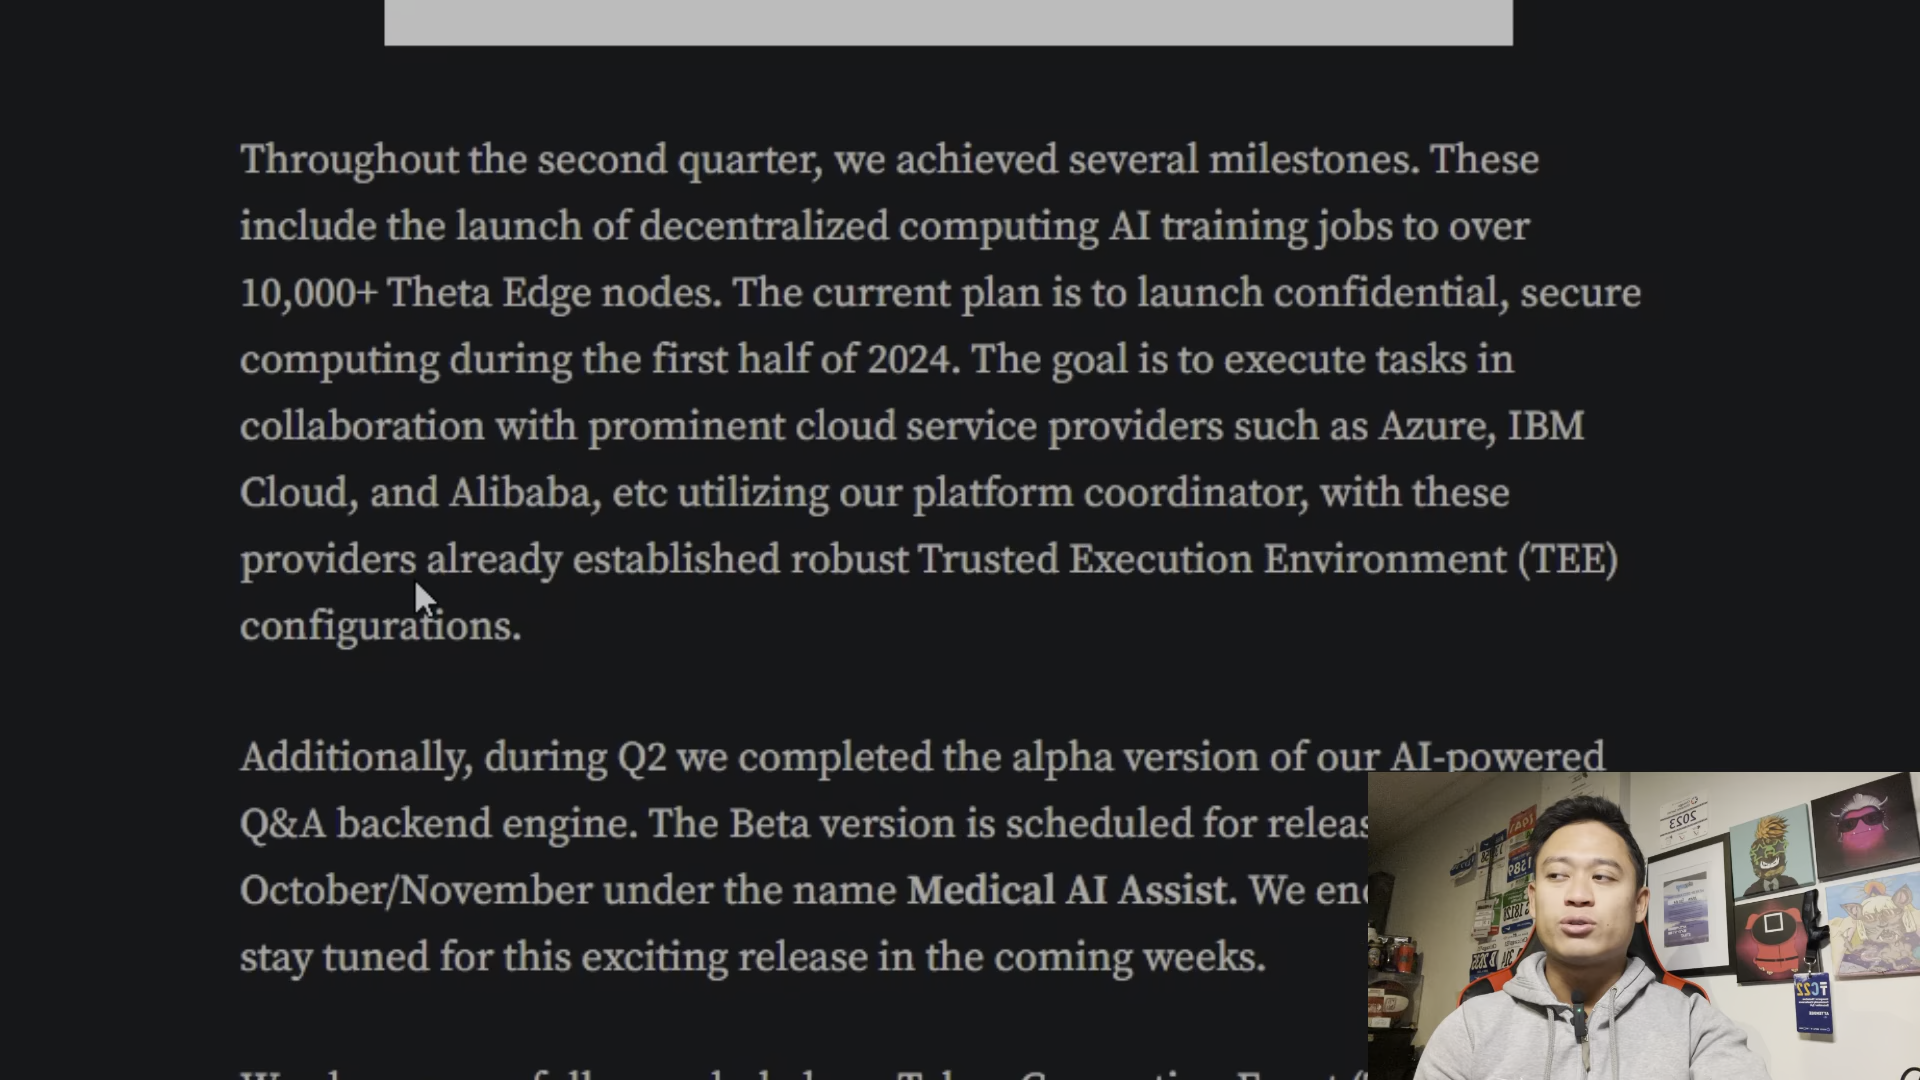 Throughout the second quarter, we achieved several milestones. These
include the launch of decentralized computing AI training jobs to over
10,000+ Theta Edge nodes. The current plan is to launch confidential, secure
computing during the first half of 2024. The goal is to execute tasks in
collaboration with prominent cloud service providers such as Azure, IBM
Cloud, and Alibaba, etc utilizing our platform coordinator, with these
providers already established robust Trusted Execution Environment (TEE)
configurations.
Additionally, during Q2 we completed the alpha version of our AI-powered
Q&A backend engine. The Beta version is scheduled for releas
October/November under the name Medical AI Assist. We
stay tuned for this exciting release in the coming weeks.
2023
TC22